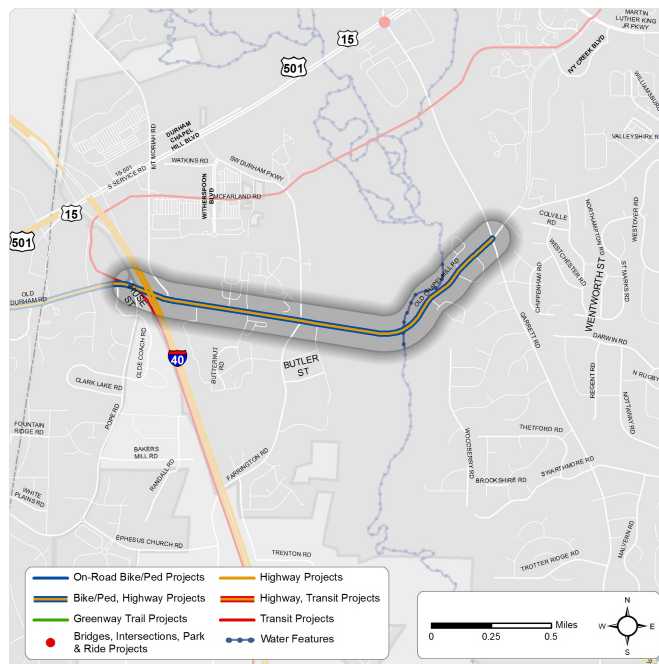 MARTIN
LUTHER KING
JR PKWY
15
501
IVY CREEK BLVD
WILLIAMSBURG
MT MORIAH RD
DURHAM
CHAPEL
HILL BLVD
VALLEYSHIRE RD
WATKINS RD
SW DURHAM PKWY
15-501
S SERVICE RD
WITHERSPOON
BLVD
MCFARLAND RD
15
501
COLVILLE
RD
NORTHAMPTON RD
WESTOVER RD
WESTCHESTER RD
WENTWORTH ST
ST MARKS RD
CHIPPENHAM RD
OLD CHAPEL HILL RD
OLD
DURHAM RD
ST
GARRETT RD
DARWIN RD
OLDE COACH RD
40
BUTTERNUT
RD
BUTLER
ST
REGENT RD
N RUGBY
NOTTAWAY RD
CLARK LAKE RD
POPE RD
FOUNTAIN
RIDGE RD
THETFORD RD
WOODBERRY RD
BAKERS
MILL RD
RANDALL RD
FARRINGTON RD
SWARTHMORE RD
BROOKSHIRE RD
WHITE
PLAINS RD
EPHESUS CHURCH RD
TRENTON RD
TROTTER RIDGE RD
MALVERN RD
On-Road Bike/Ped Projects
Highway Projects
Bike/Ped, Highway Projects
Highway, Transit Projects
Greenway Trail Projects
Transit Projects
Bridges, Intersections, Park
& Ride Projects
Water Features
Miles
0
0.25
0.5
N
W
E
S